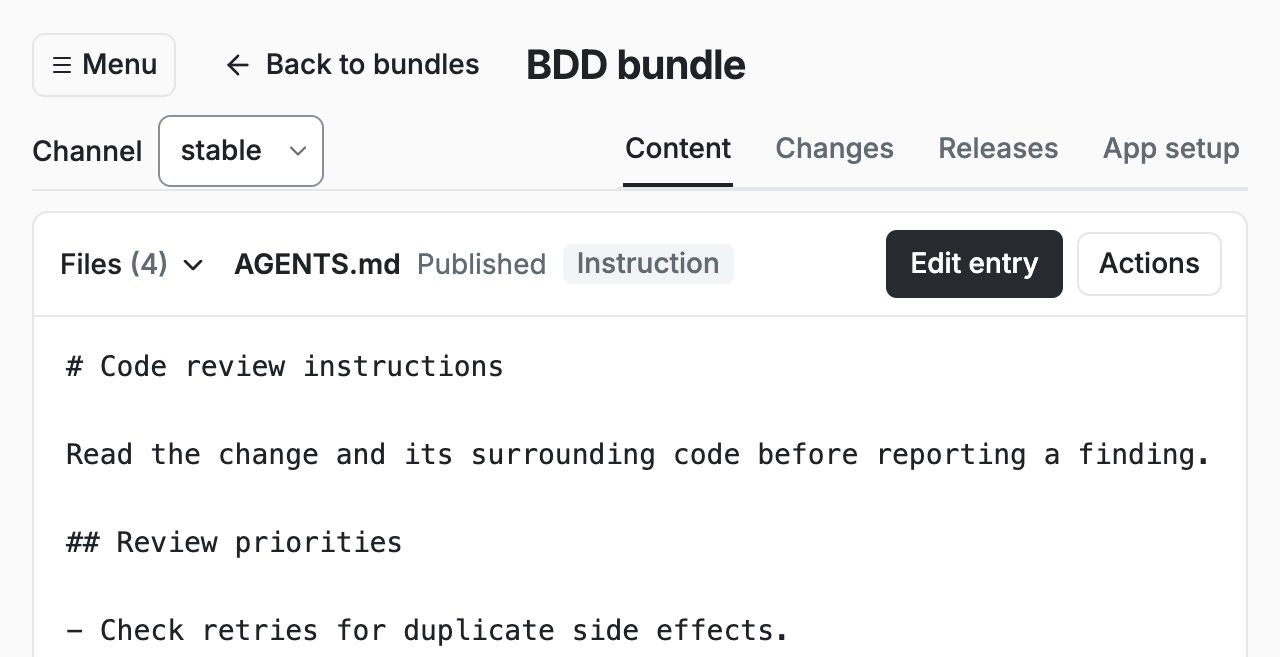 Menu
Back to bundles
BDD bundle
Channel
stable
Content
Changes
Releases
App setup
Files (4)
AGENTS.md
Published
Instruction
Edit entry
Actions
# Code review instructions
Read the change and its surrounding code before reporting a finding.
## Review priorities
- Check retries for duplicate side effects.